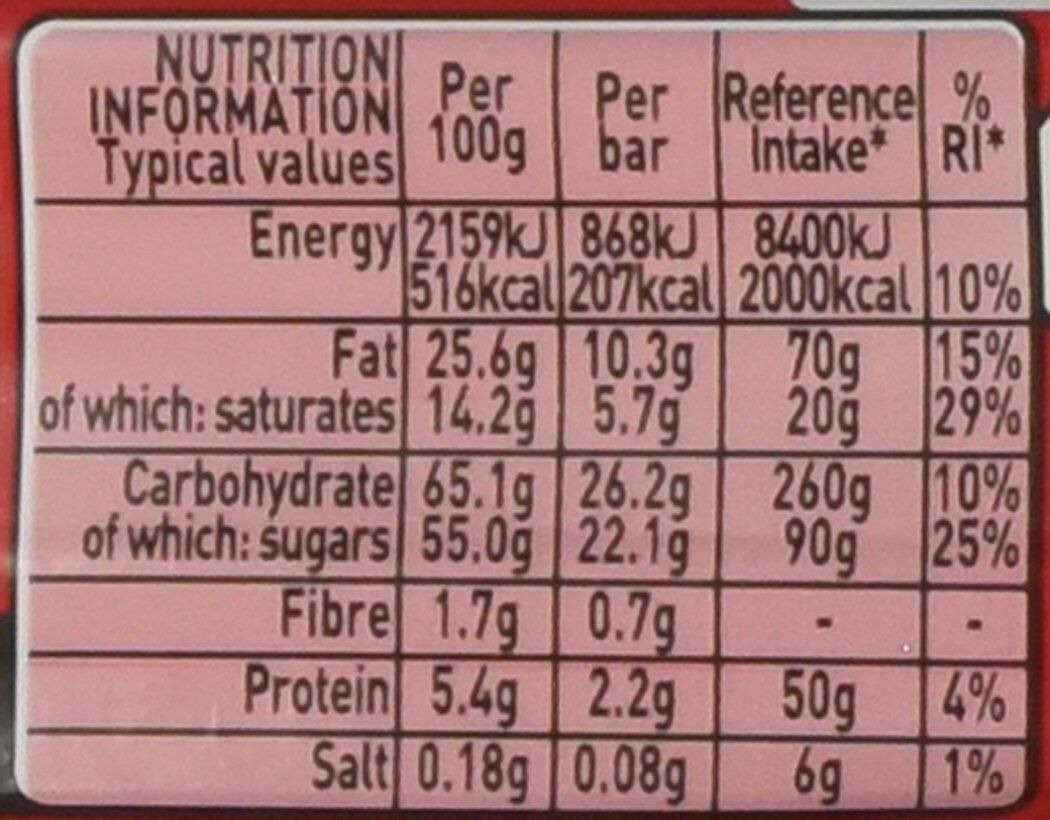 NUTRITION INFORMATION Typical values | Per 100g | Per bar | Reference Intake* | % RI*
Energy | 2159kJ | 868kJ | 8400kJ
516kcal | 207kcal | 2000kcal | 10%
Fat | 25.6g | 10.3g | 70g | 15%
of which: saturates | 14.2g | 5.7g | 20g | 29%
Carbohydrate | 65.1g | 26.2g | 260g | 10%
of which: sugars | 55.0g | 22.1g | 90g | 25%
Fibre | 1.7g | 0.7g | - | -
Protein | 5.4g | 2.2g | 50g | 4%
Salt | 0.18g | 0.08g | 6g | 1%